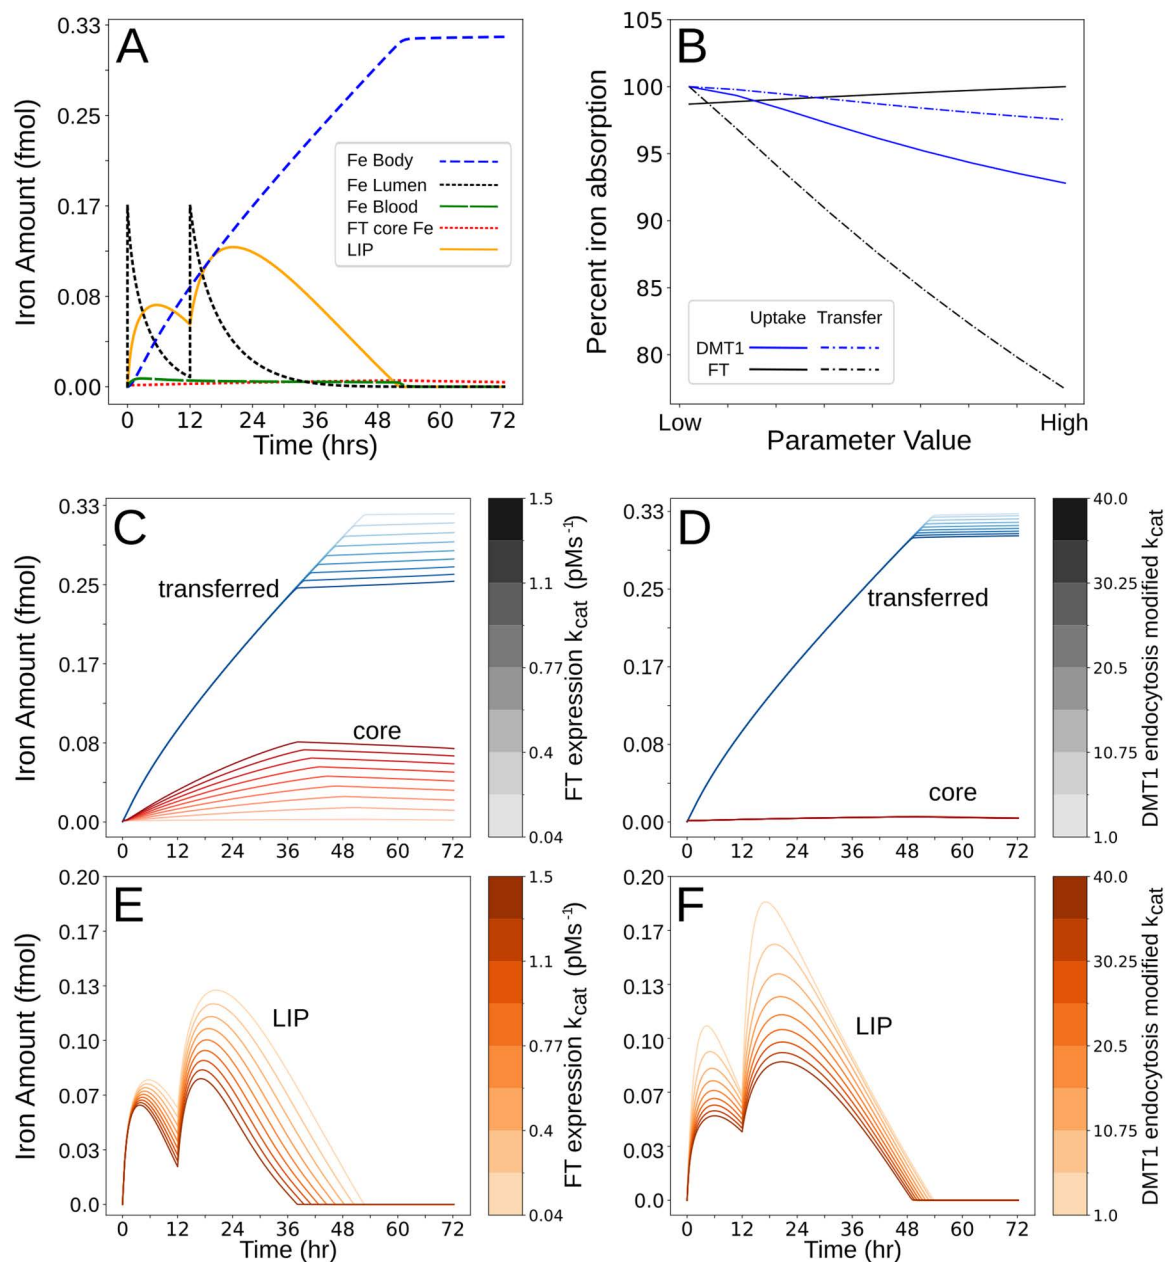 A
Iron Amount (fmol)
0.33
0.25
0.17
0.08
0.00
Fe Body
Fe Lumen
Fe Blood
FT core Fe
LIP
0 12 24 36 48 60 72
Time (hrs)
B
Percent iron absorption
105
100
95
90
85
80
Uptake Transfer
DMT1
FT
Low High
Parameter Value
C
Iron Amount (fmol)
0.33
0.25
0.17
0.08
0.00
transferred
core
0 12 24 36 48 60 72
1.5
1.1
0.77
0.4
0.04
FT expression kcat (pMs-1)
D
0.33
0.25
0.17
0.08
0.00
transferred
core
0 12 24 36 48 60 72
40.0
30.25
20.5
10.75
1.0
DMT1 endocytosis modified kcat
E
Iron Amount (fmol)
0.20
0.17
0.13
0.10
0.07
0.03
0.0
LIP
0 12 24 36 48 60 72
Time (hr)
1.5
1.1
0.77
0.4
0.04
FT expression kcat (pMs-1)
F
0.20
0.17
0.13
0.10
0.07
0.03
0.0
LIP
0 12 24 36 48 60 72
Time (hr)
40.0
30.25
20.5
10.75
1.0
DMT1 endocytosis modified kcat